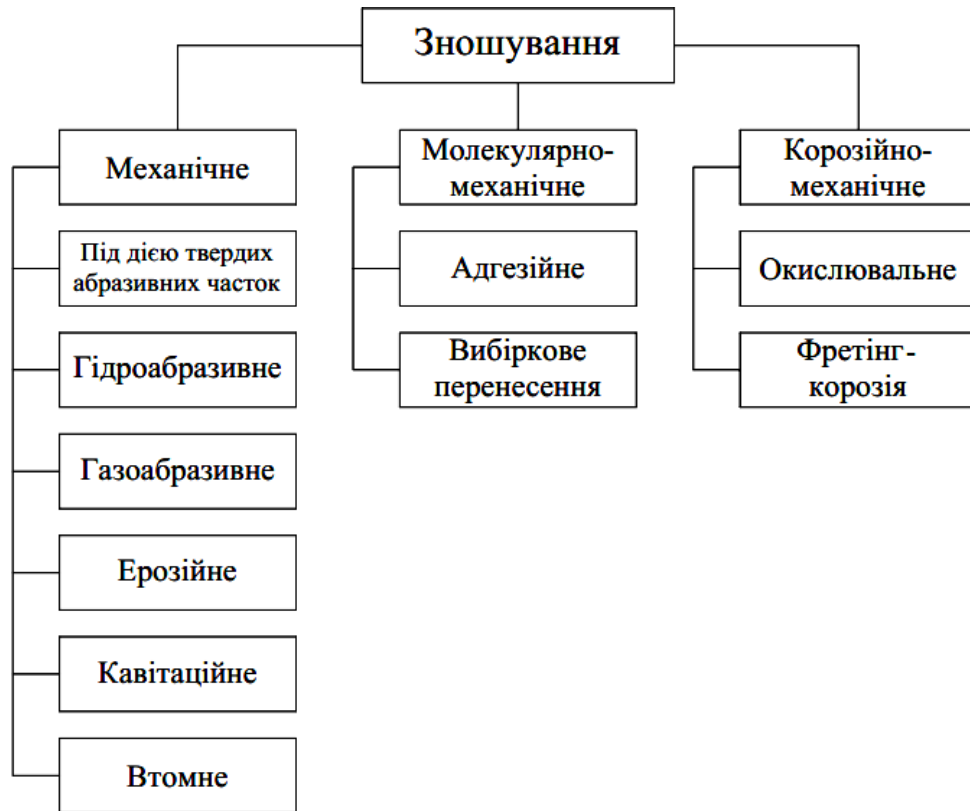 Зношування
Механічне
Під дією твердих
абразивних часток
Гідроабразивне
Газоабразивне
Ерозійне
Кавітаційне
Втомне
Молекулярно-
механічне
Адгезійне
Вибіркове
перенесення
Корозійно-
механічне
Окислювальне
Фретінг-
корозія